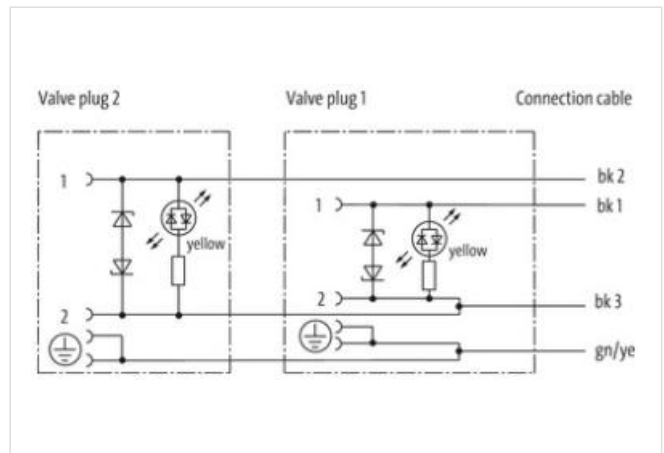 Valve plug 2
Valve plug 1
Connection cable
bk 2
1
1
bk 1
yellow
yellow
2
2
bk 3
gn/ye